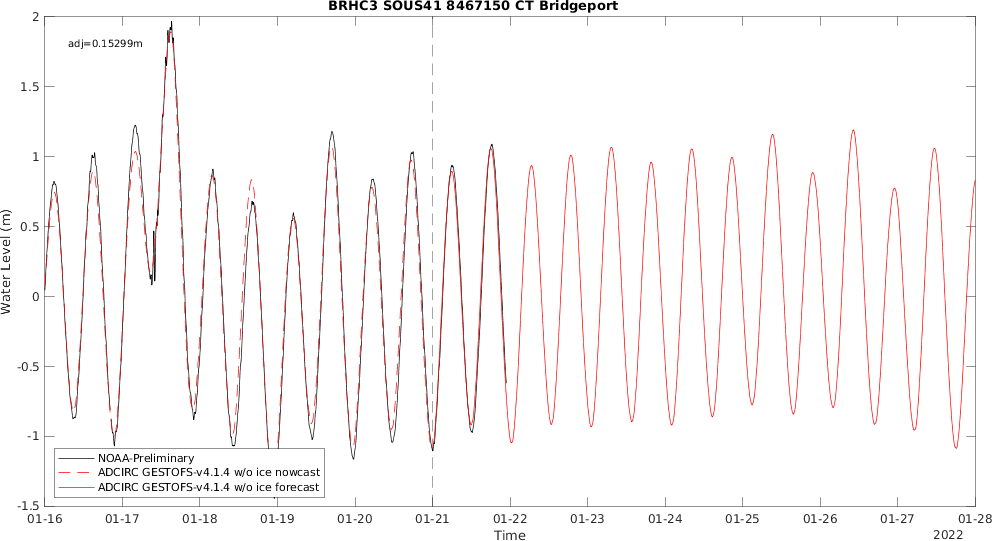 BRHC3 SOUS41 8467150 CT Bridgeport
adj=0.15299m
2
1.5
1
0.5
0
-0.5
-1
-1.5
Water Level (m)
NOAA-Preliminary
ADCIRC GESTOFS-v4.1.4 w/o ice nowcast
ADCIRC GESTOFS-v4.1.4 w/o ice forecast
01-16 01-17 01-18 01-19 01-20 01-21 01-22 01-23 01-24 01-25 01-26 01-27 01-28
Time
2022